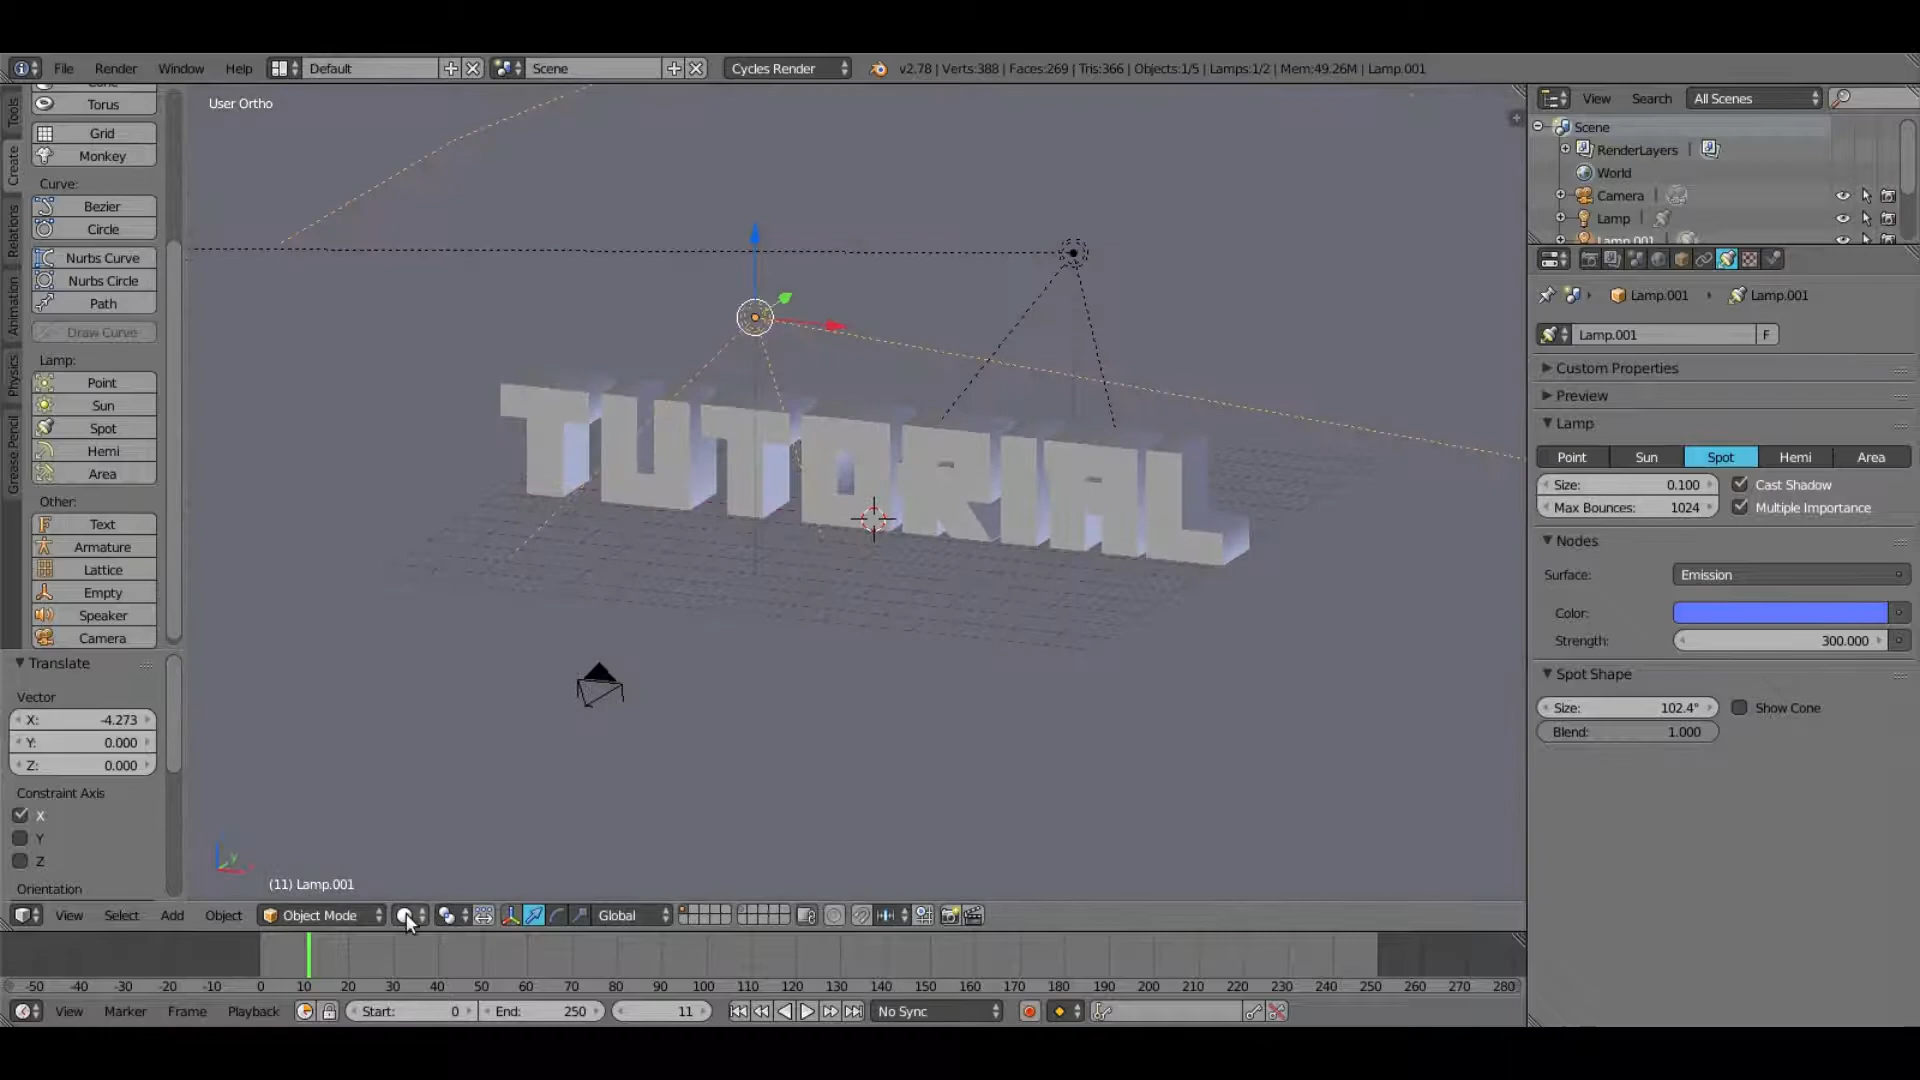 File Render Window Help Default Scene Cycles Render v2.78 | Verts:388 | Faces:269 | Tris:366 | Objects:1/5 | Lamps:1/2 | Mem:49.26M | Lamp.001
User Ortho
Tools
Create
Relations
Animation
Physics
Grease Pencil
Torus
Grid
Monkey
Curve:
Bezier
Circle
Nurbs Curve
Nurbs Circle
Path
Draw Curve
Lamp:
Point
Sun
Spot
Hemi
Area
Other:
Text
Armature
Lattice
Empty
Speaker
Camera
Translate
Vector
X: -4.273
Y: 0.000
Z: 0.000
Constraint Axis
X
Y
Z
Orientation
TUTORIAL
(11) Lamp.001
View Select Add Object Object Mode Global
-50 -40 -30 -20 -10 0 10 20 30 40 50 60 70 80 90 100 110 120 130 140 150 160 170 180 190 200 210 220 230 240 250 260 270 280
View Marker Frame Playback Start: 0 End: 250 11 No Sync
View Search All Scenes
Scene
RenderLayers |
World
Camera |
Lamp |
Lamp.001
Lamp.001 Lamp.001
Lamp.001 F
Custom Properties
Preview
Lamp
Point Sun Spot Hemi Area
Size: 0.100 Cast Shadow
Max Bounces: 1024 Multiple Importance
Nodes
Surface: Emission
Color:
Strength: 300.000
Spot Shape
Size: 102.4° Show Cone
Blend: 1.000